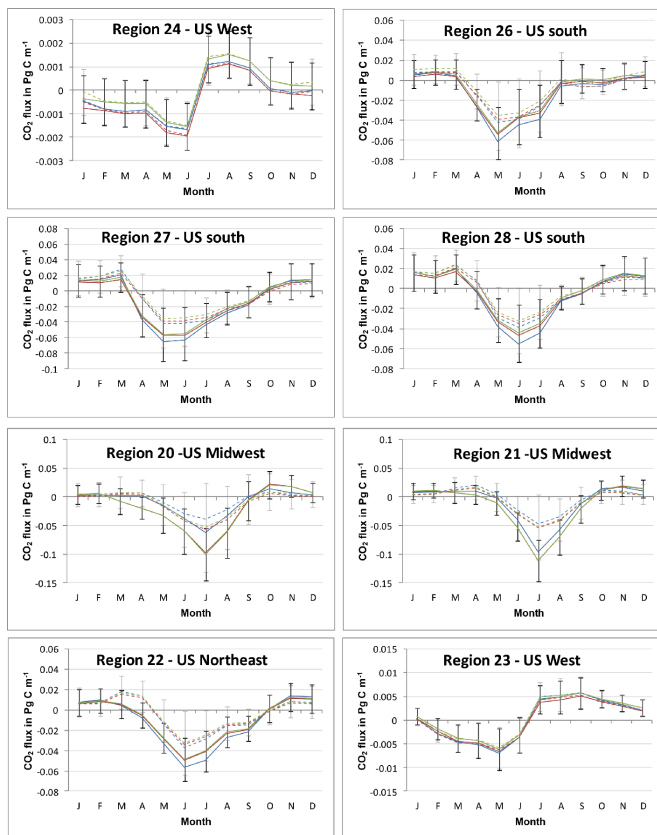 Region 24 - US West
0.003
0.002
0.001
0
-0.001
-0.002
-0.003
CO2 flux in Pg C m-1
J F M A M J J A S O N D
Month
Region 26 - US south
0.06
0.04
0.02
0
-0.02
-0.04
-0.06
-0.08
CO2 flux in Pg C m-1
J F M A M J J A S O N D
Month
Region 27 - US south
0.08
0.06
0.04
0.02
0
-0.02
-0.04
-0.06
-0.08
-0.1
CO2 flux in Pg C m-1
J F M A M J J A S O N D
Month
Region 28 - US south
0.06
0.04
0.02
0
-0.02
-0.04
-0.06
-0.08
CO2 flux in Pg C m-1
J F M A M J J A S O N D
Month
Region 20 -US Midwest
0.1
0.05
0
-0.05
-0.1
-0.15
CO2 flux in Pg C m-1
J F M A M J J A S O N D
Month
Region 21 -US Midwest
0.1
0.05
0
-0.05
-0.1
-0.15
CO2 flux in Pg C m-1
J F M A M J J A S O N D
Month
Region 22 - US Northeast
0.06
0.04
0.02
0
-0.02
-0.04
-0.06
-0.08
CO2 flux in Pg C m-1
J F M A M J J A S O N D
Month
Region 23 - US West
0.015
0.01
0.005
0
-0.005
-0.01
-0.015
CO2 flux in Pg C m-1
J F M A M J J A S O N D
Month